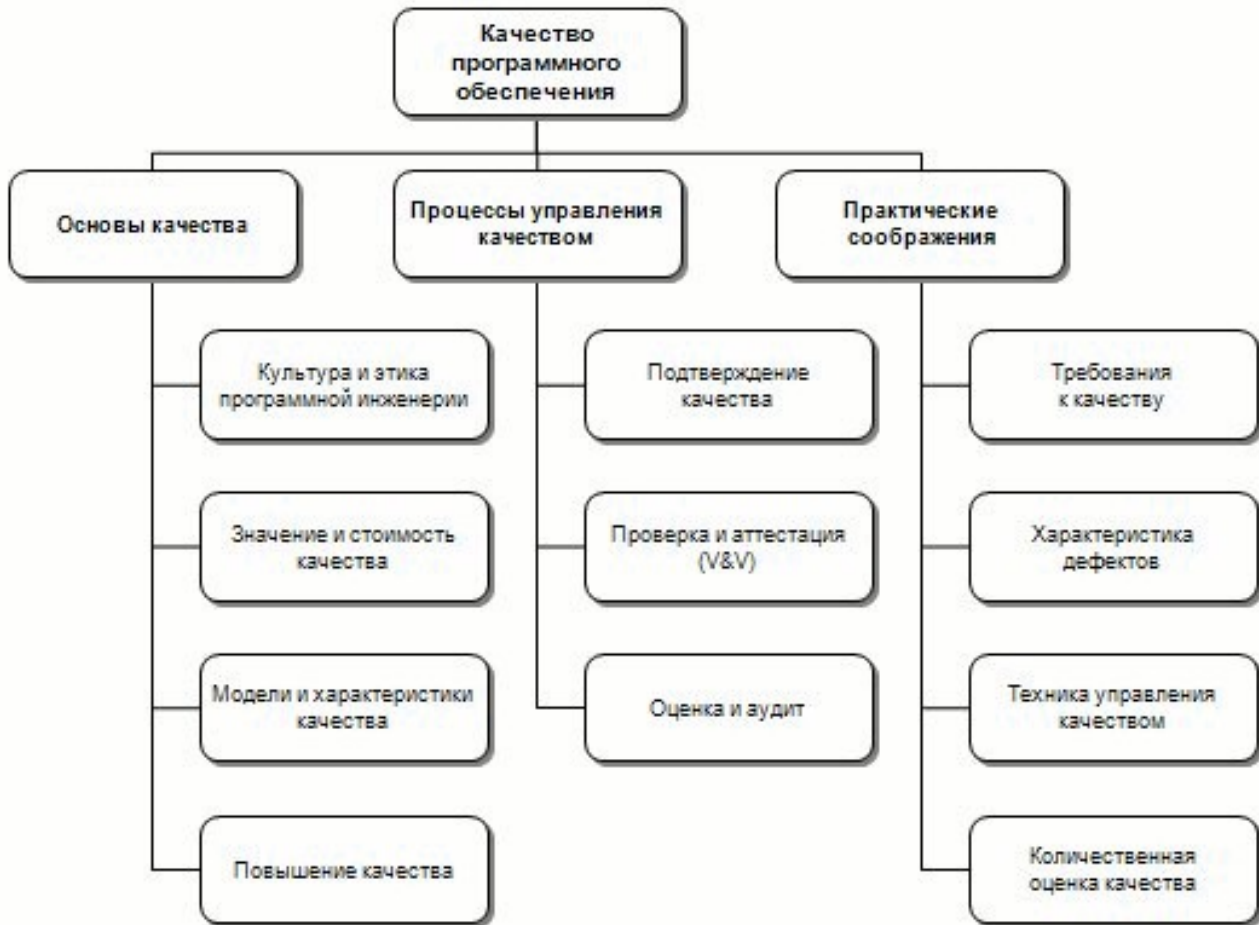 Качество
программного
обеспечения
Основы качества
Процессы управления
качеством
Практические
сображения
Культура и этика
программной инженерии
Подтверждение
качества
Требования
к качеству
Значение и стоимость
качества
Проверка и аттестация
(V&V)
Характеристика
дефектов
Модели и характеристики
качества
Оценка и аудит
Техника управления
качеством
Повышение качества
Количественная
оценка качества